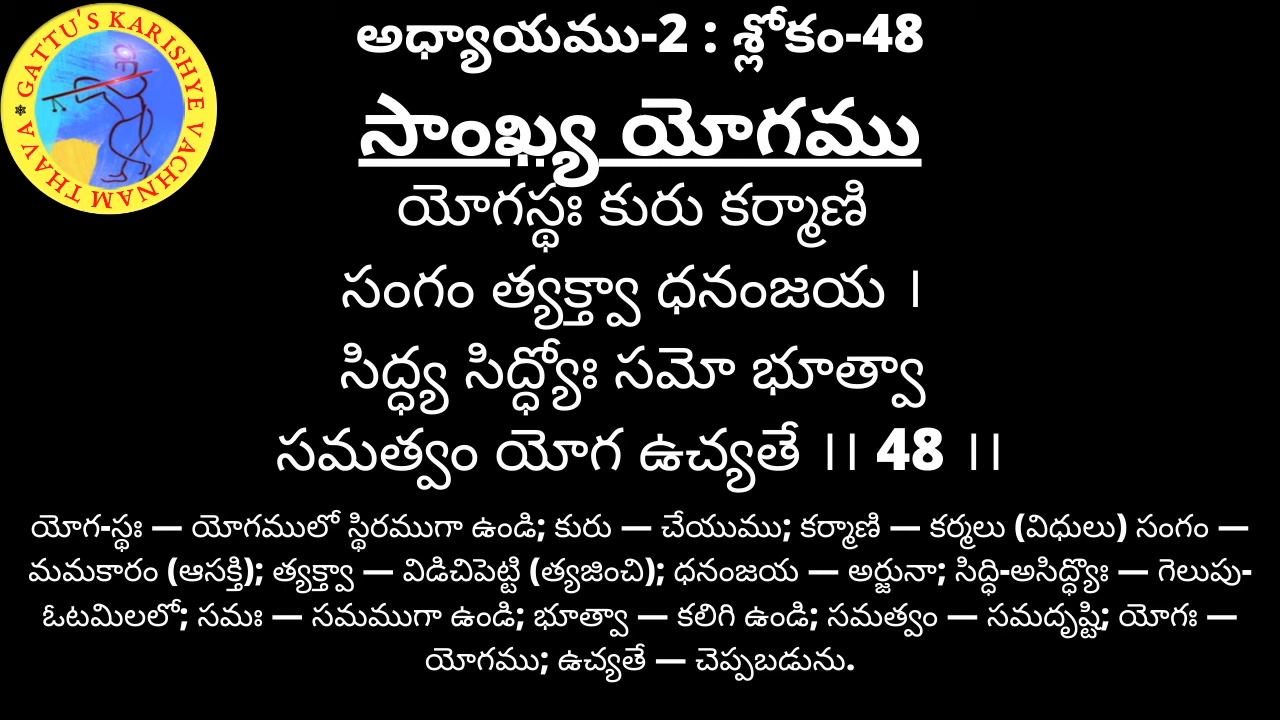 GATTU'S KARISHYE VACHNAM THAVA
అధ్యాయము-2 : శ్లోకం-48
సాంఖ్య యోగము
యోగస్థః కురు కర్మాణి
సంగం త్యక్త్వా ధనంజయ ।
సిద్ధ్య సిద్ధ్యోః సమో భూత్వా
సమత్వం యోగ ఉచ్యతే ।। 48 ।।
యోగ-స్థః — యోగములో స్థిరముగా ఉండి; కురు — చేయుము; కర్మాణి — కర్మలు (విధులు) సంగం —
మమకారం (ఆసక్తి); త్యక్త్వా — విడిచిపెట్టి (త్యజించి); ధనంజయ — అర్జునా; సిద్ధి-అసిద్ధ్యొః — గెలుపు-
ఓటమిలలో; సమః — సమముగా ఉండి; భూత్వా — కలిగి ఉండి; సమత్వం — సమదృష్టి; యోగః —
యోగము; ఉచ్యతే — చెప్పబడును.